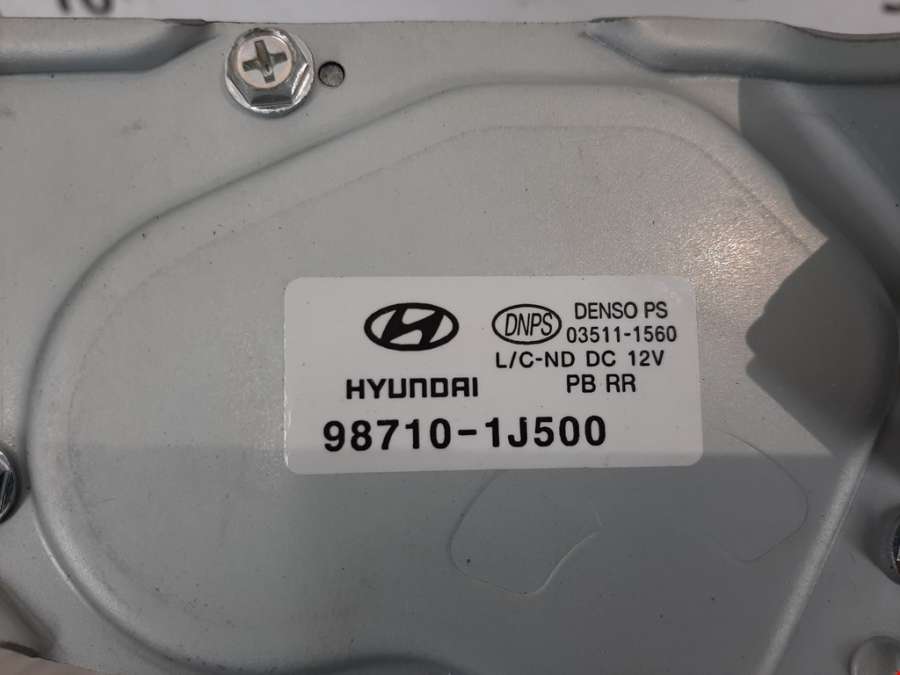 HYUNDAI
DNPS
DENSO PS
03511-1560
L/C-ND DC 12V
PB RR
98710-1J500